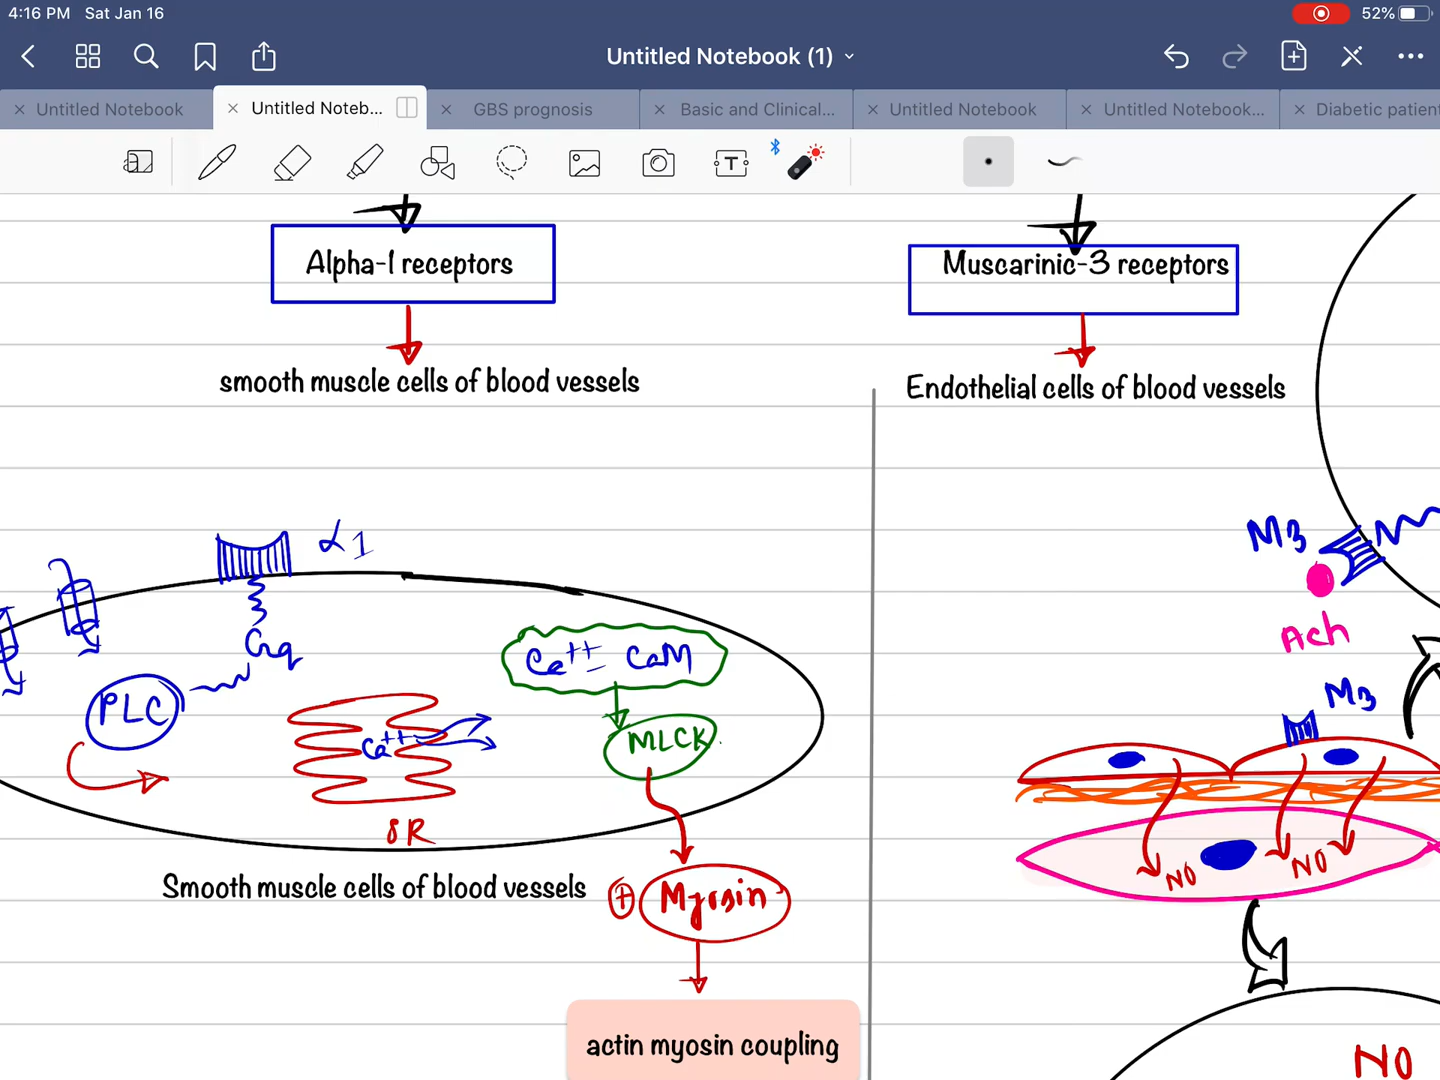 4:16 PM Sat Jan 16
52%
Untitled Notebook (1)
Untitled Notebook
Untitled Noteb...
GBS prognosis
Basic and Clinical...
Untitled Notebook
Untitled Notebook...
Diabetic patient
Alpha-1 receptors
Muscarinic-3 receptors
smooth muscle cells of blood vessels
Endothelial cells of blood vessels
α1
M3
Gq
Ca++ CaM
Ach
PLC
M3
Ca++
MLCK
SR
NO
NO
Smooth muscle cells of blood vessels
+ Myosin
actin myosin coupling
NO